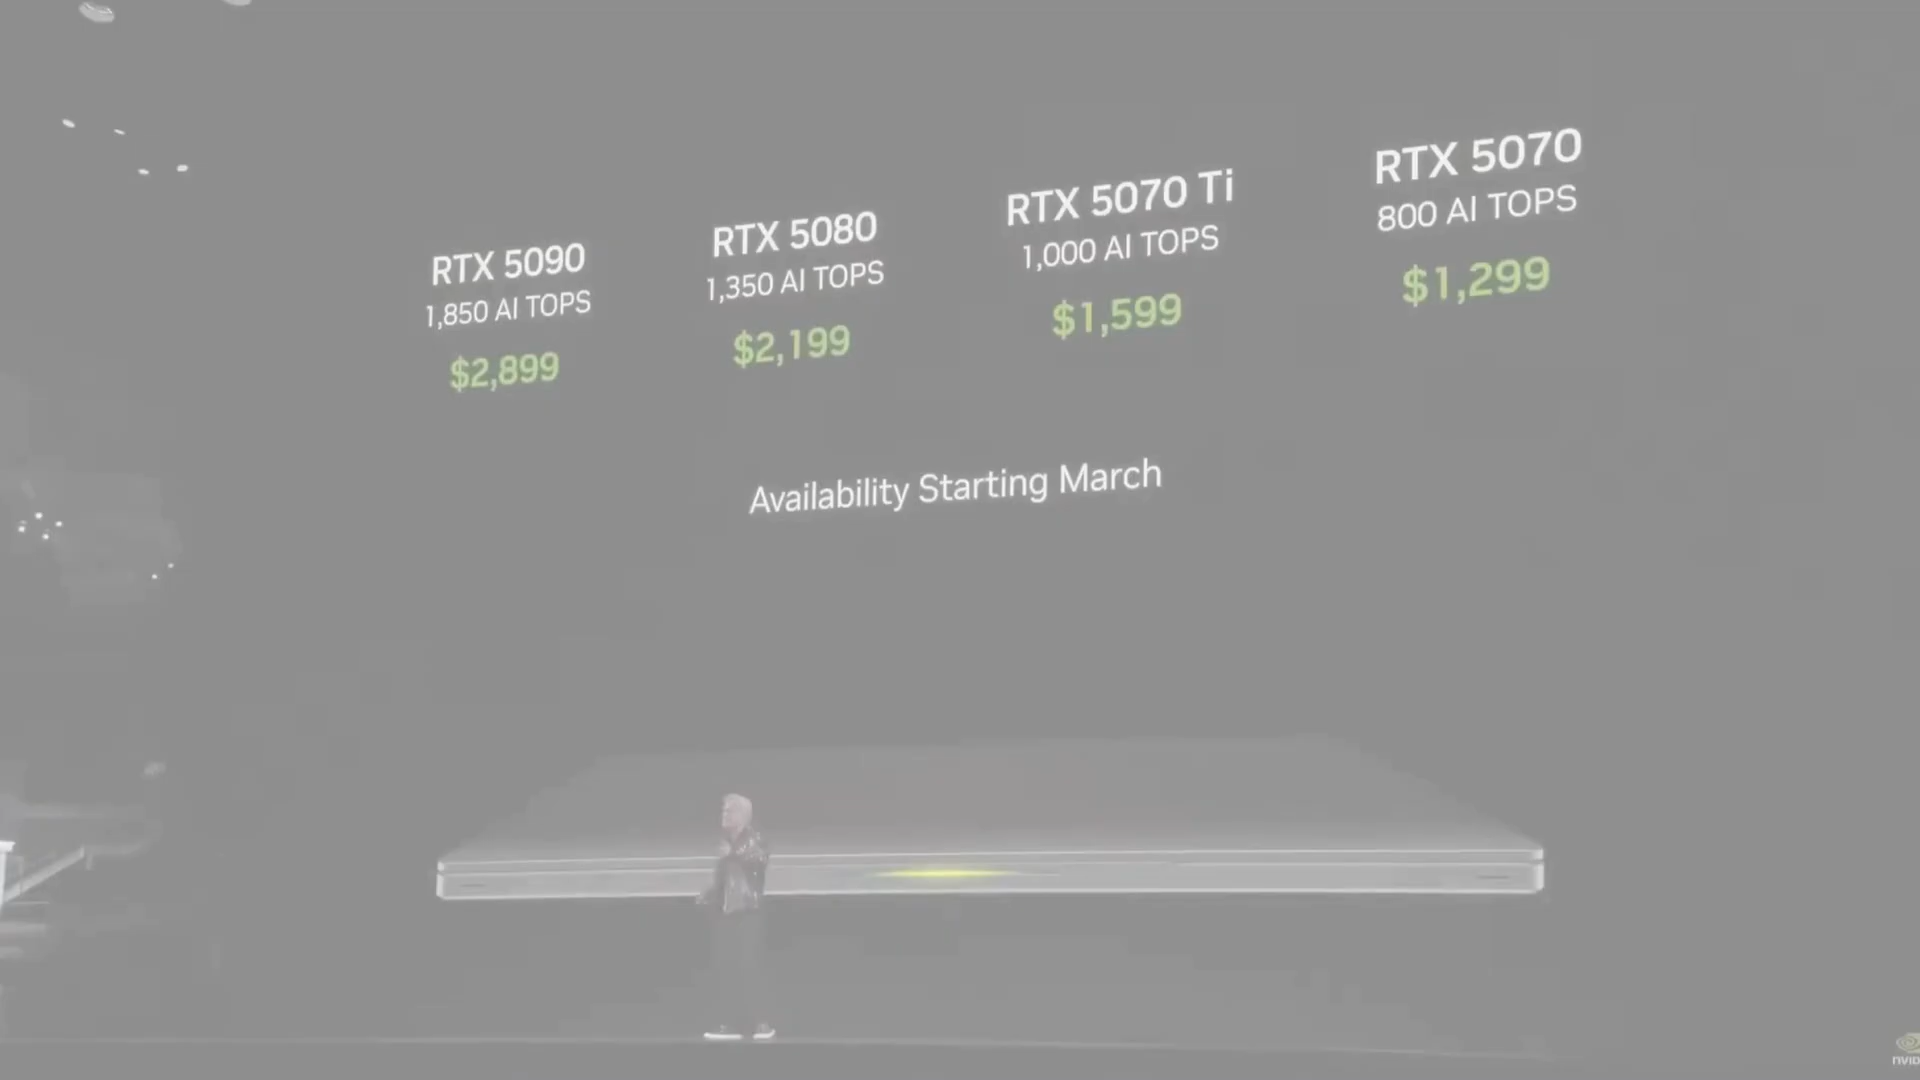 RTX 5090
1,850 AI TOPS
$2,899
RTX 5080
1,350 AI TOPS
$2,199
RTX 5070 Ti
1,000 AI TOPS
$1,599
RTX 5070
800 AI TOPS
$1,299
Availability Starting March